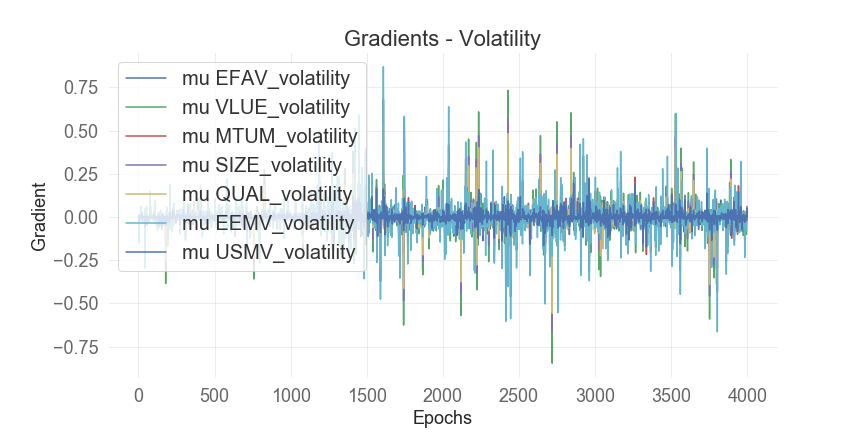 Gradients - Volatility
mu EFAV_volatility
mu VLUE_volatility
mu MTUM_volatility
mu SIZE_volatility
mu QUAL_volatility
mu EEMV_volatility
mu USMV_volatility
0.75
0.50
0.25
0.00
−0.25
−0.50
−0.75
Gradient
0 500 1000 1500 2000 2500 3000 3500 4000
Epochs